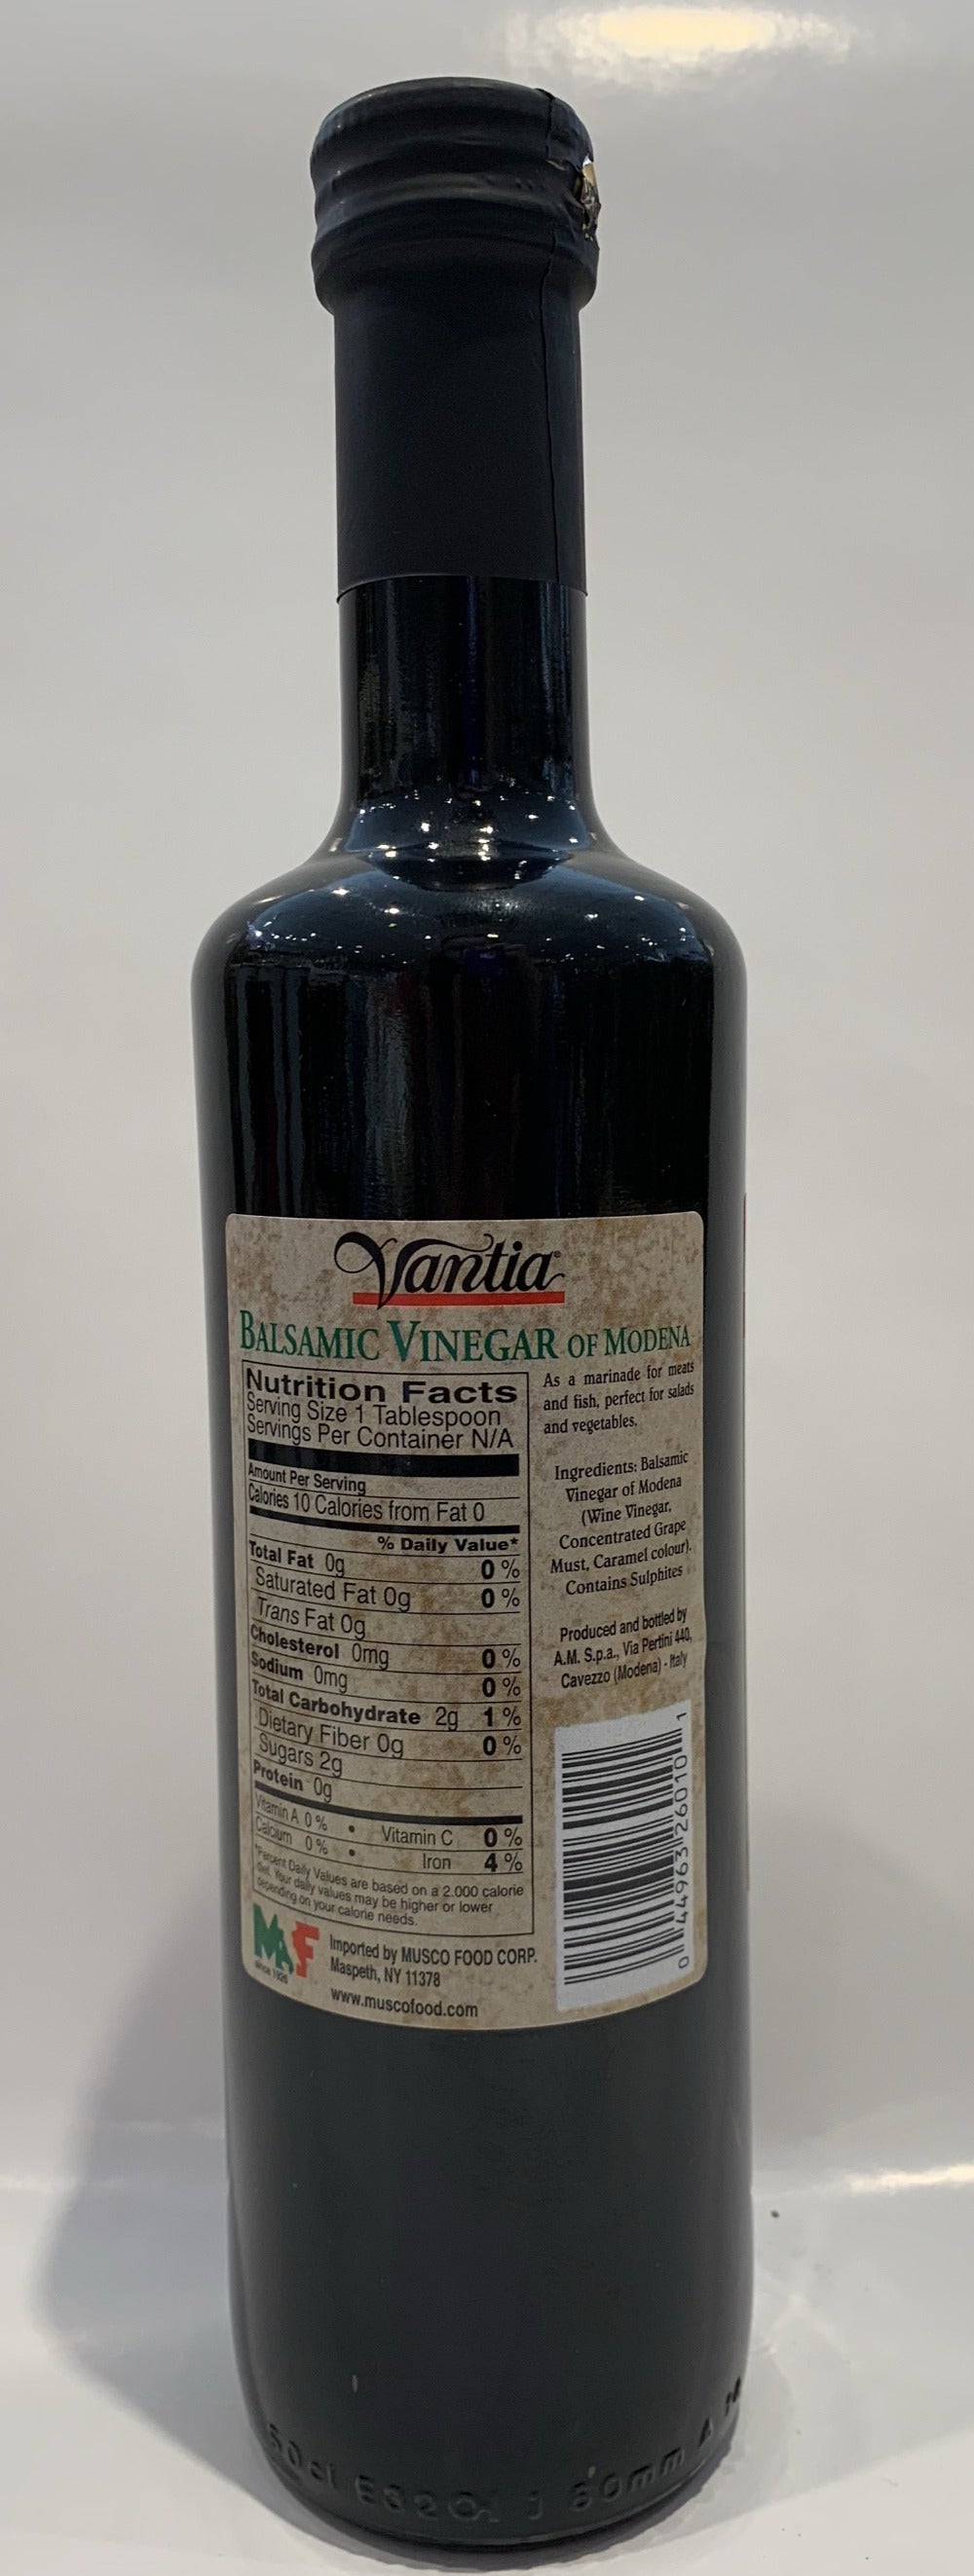 Vantia
BALSAMIC VINEGAR OF MODENA
Nutrition Facts
Serving Size 1 Tablespoon
Servings Per Container N/A
Amount Per Serving
Calories 10 Calories from Fat 0
% Daily Value*
Total Fat 0g 0 %
Saturated Fat 0g 0 %
Trans Fat 0g
Cholesterol 0mg 0 %
Sodium 0mg 0 %
Total Carbohydrate 2g 1 %
Dietary Fiber 0g 0 %
Sugars 2g
Protein 0g
Vitamin A 0 % • Vitamin C 0 %
Calcium 0 % • Iron 4 %
*Percent Daily Values are based on a 2.000 calorie
diet. Your daily values may be higher or lower
depending on your calorie needs.
As a marinade for meats
and fish, perfect for salads
and vegetables.
Ingredients: Balsamic
Vinegar of Modena
(Wine Vinegar,
Concentrated Grape
Must, Caramel colour).
Contains Sulphites
Produced and bottled by
A.M. S.p.a., Via Pertini 440,
Cavezzo (Modena) - Italy
0 44963 26010 1
M&F
since 1926
Imported by MUSCO FOOD CORP.
Maspeth, NY 11378
www.muscofood.com